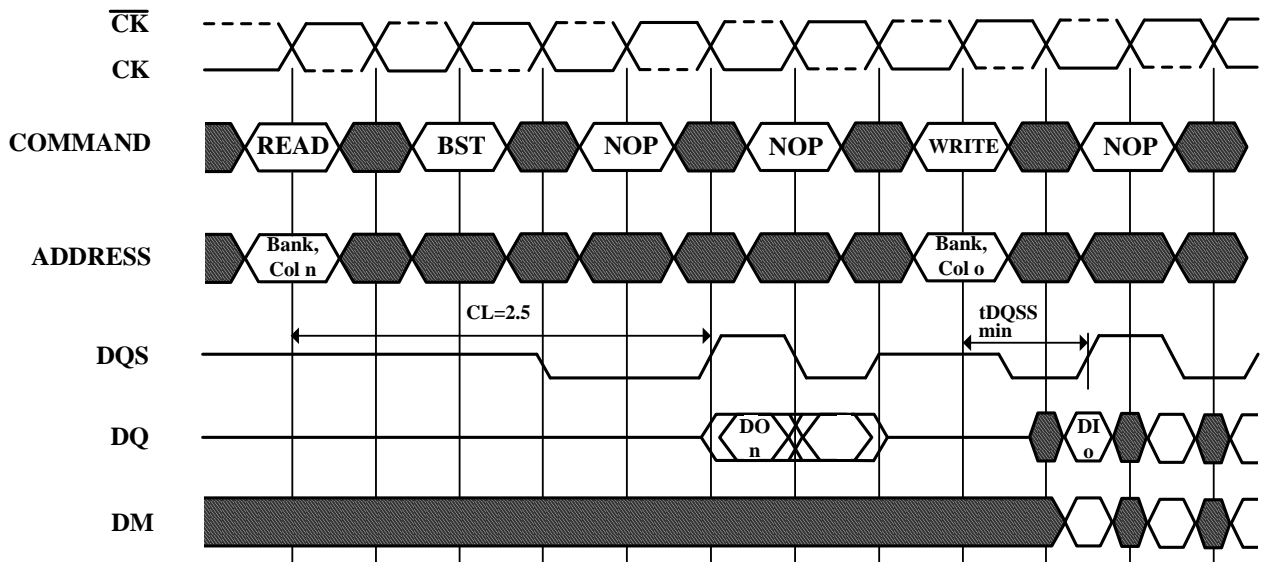 CK
CK
COMMAND
READ
BST
NOP
NOP
WRITE
NOP
ADDRESS
Bank,
Col n
Bank,
Col o
CL=2.5
tDQSS
min
DQS
DQ
DO
n
DI
o
DM